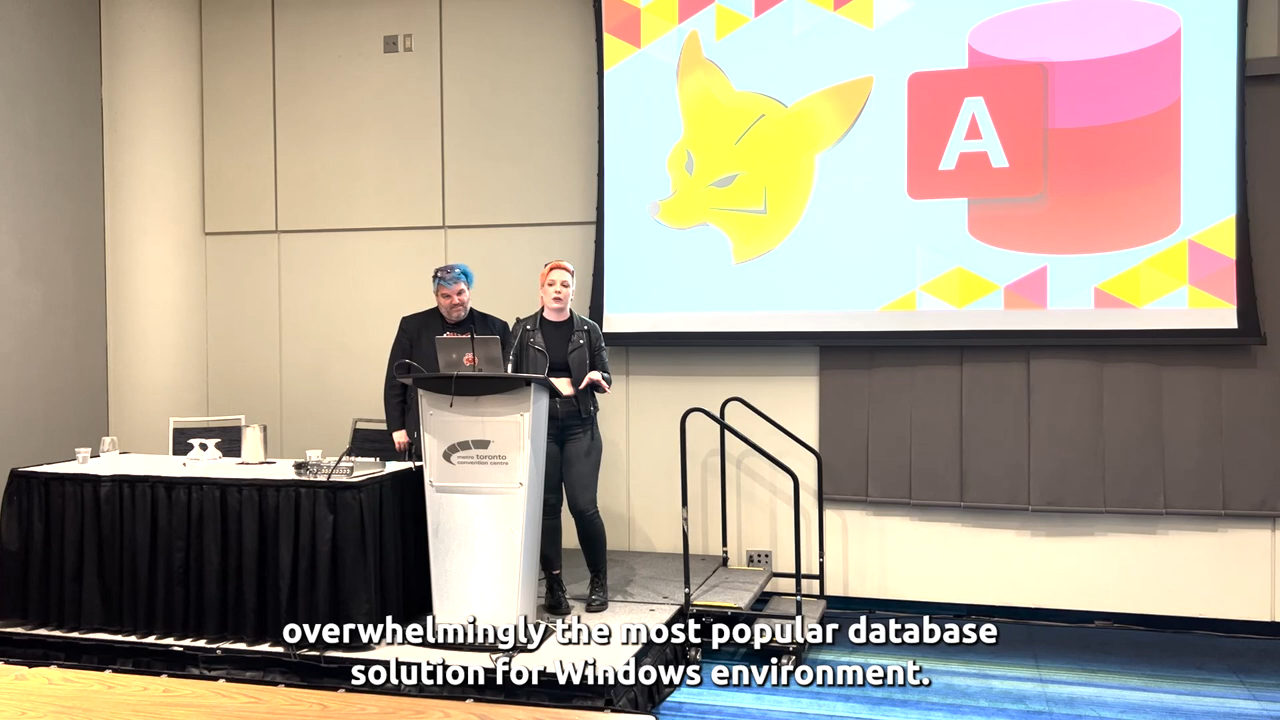 A
metro toronto
convention centre
overwhelmingly the most popular database
solution for Windows environment.